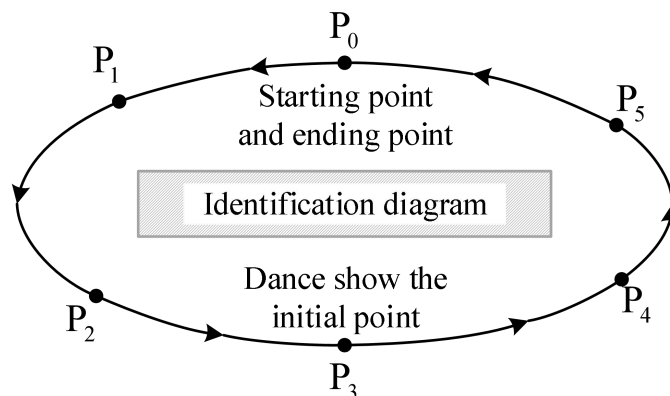 P0
P1
P5
Starting point
and ending point
Identification diagram
Dance show the
initial point
P2
P4
P3